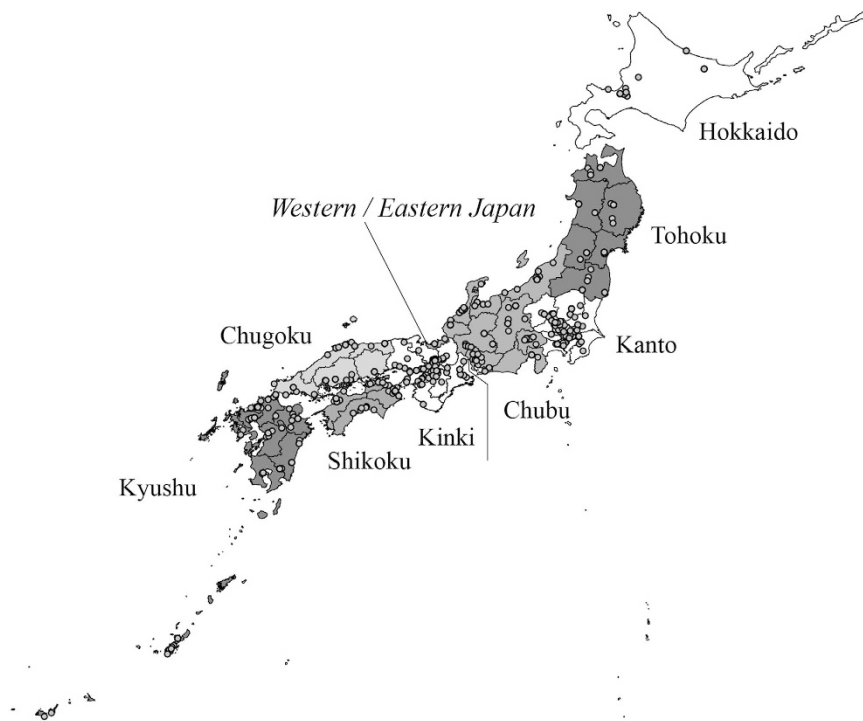 Hokkaido
Western / Eastern Japan
Tohoku
Chugoku
Kanto
Chubu
Kinki
Shikoku
Kyushu